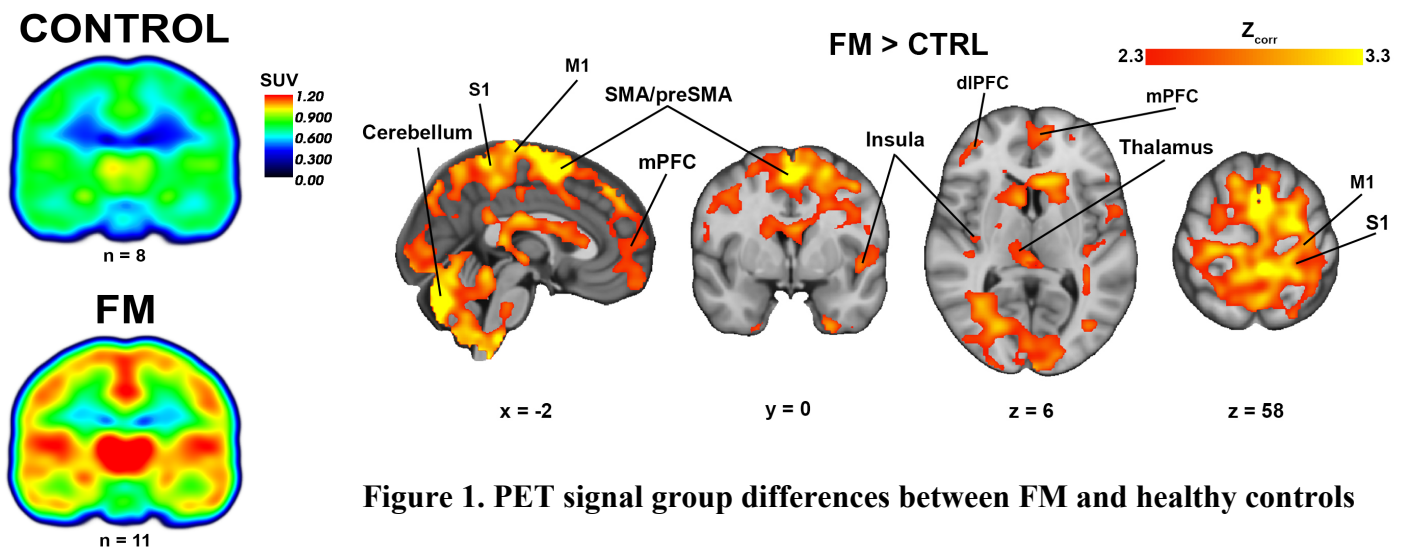 CONTROL
SUV
1.20
0.900
0.600
0.300
0.00
n = 8
FM
n = 11
FM > CTRL
Zcorr
2.3
3.3
Cerebellum
S1
M1
SMA/preSMA
mPFC
Insula
dlPFC
mPFC
Thalamus
M1
S1
x = -2
y = 0
z = 6
z = 58
Figure 1. PET signal group differences between FM and healthy controls